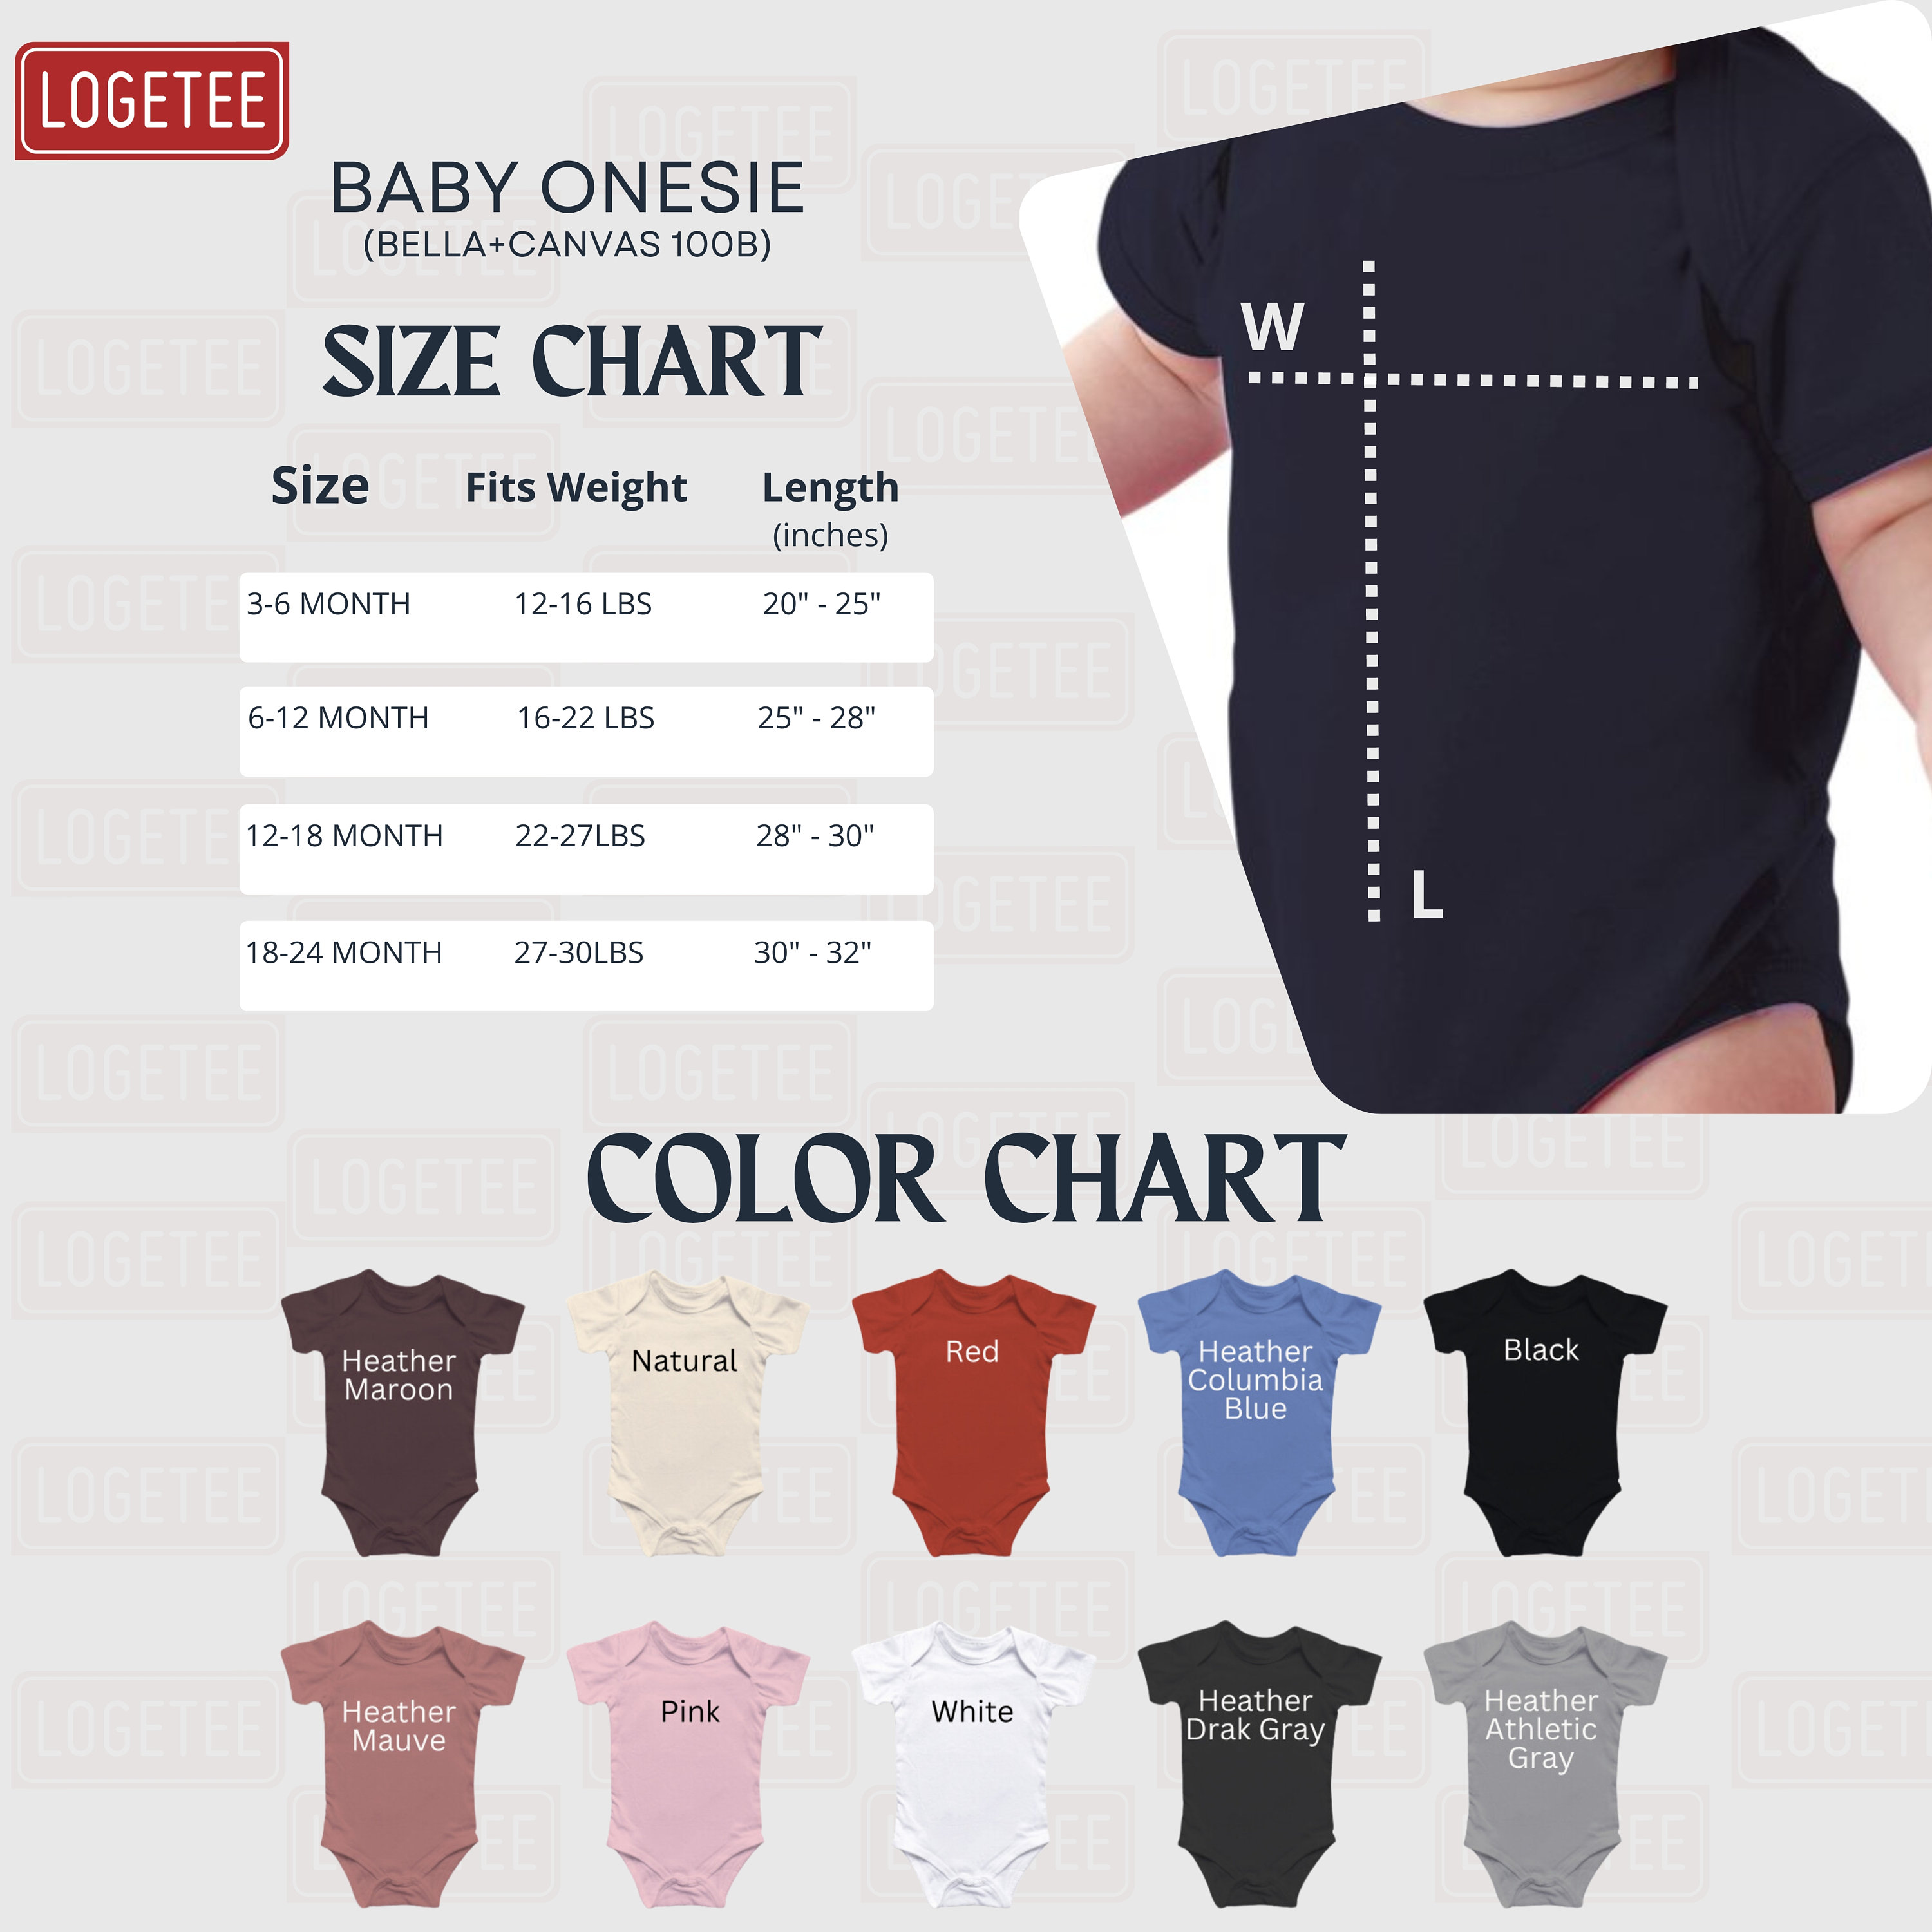 LOGETEE
BABY ONESIE
(BELLA+CANVAS 100B)
SIZE CHART
Size Fits Weight Length
(inches)
3-6 MONTH 12-16 LBS 20" - 25"
6-12 MONTH 16-22 LBS 25" - 28"
12-18 MONTH 22-27LBS 28" - 30"
18-24 MONTH 27-30LBS 30" - 32"
W
L
COLOR CHART
Heather
Maroon
Natural
Red
Heather
Columbia
Blue
Black
Heather
Mauve
Pink
White
Heather
Drak Gray
Heather
Athletic
Gray